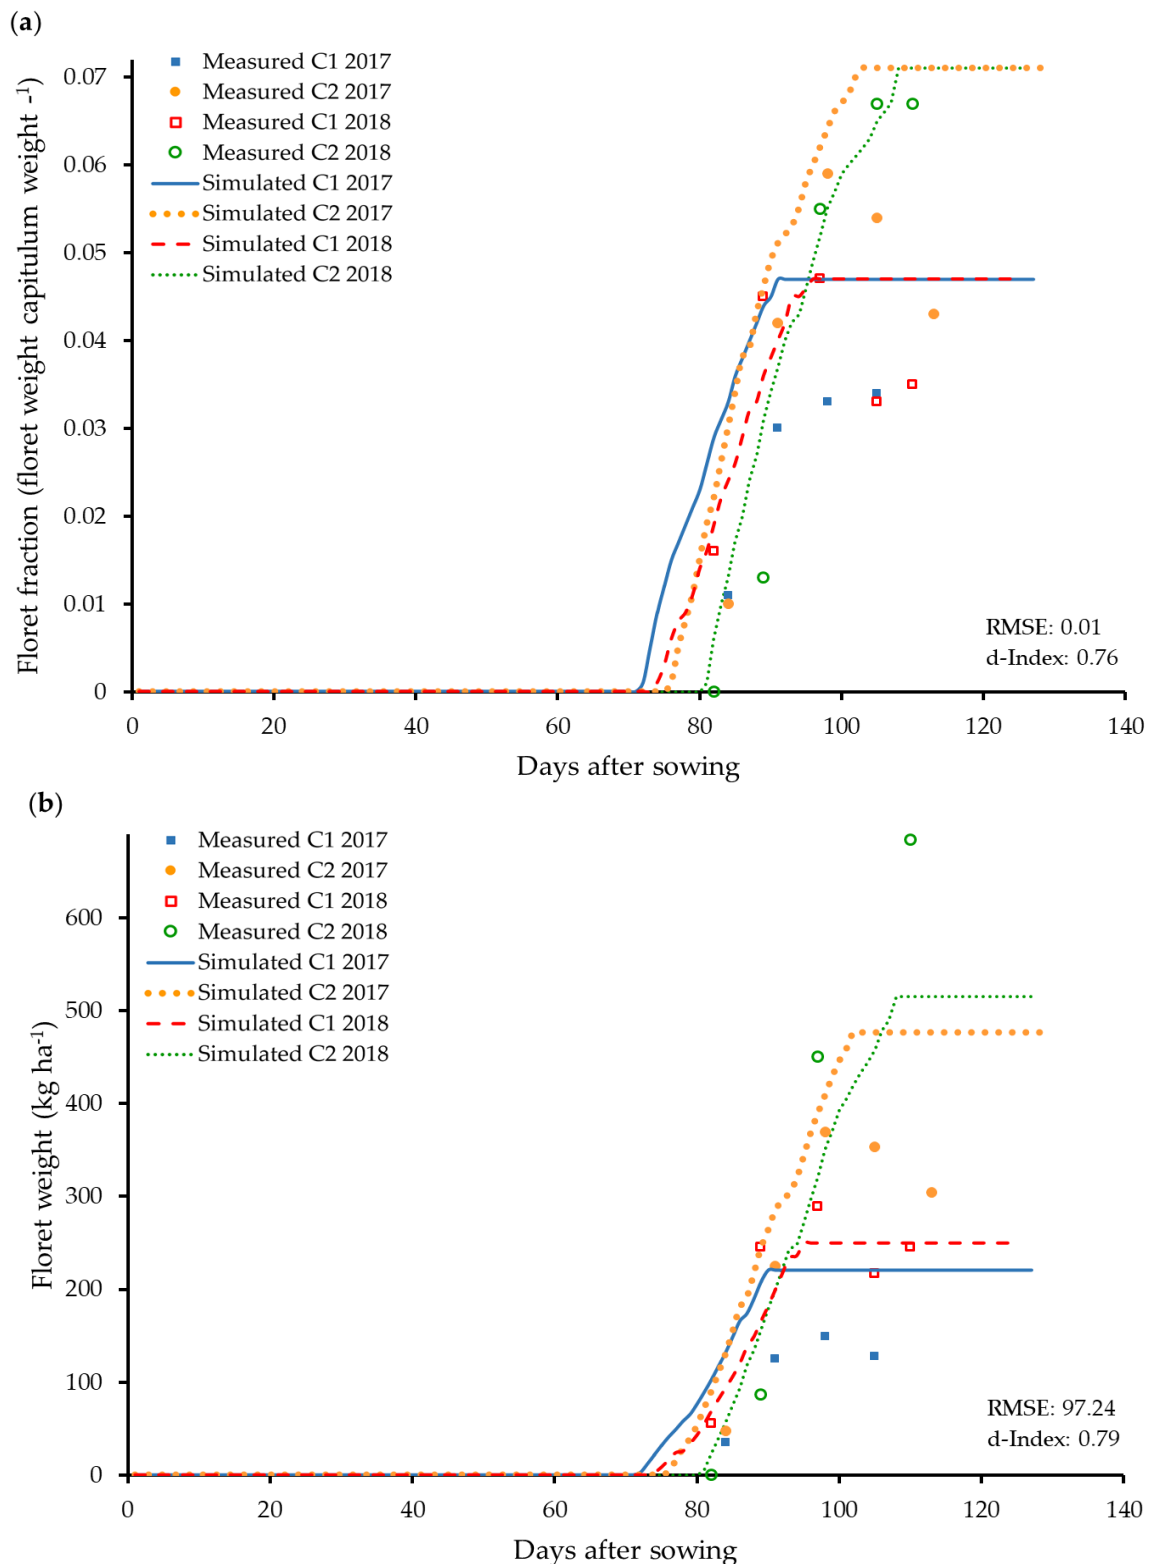 (a)
Measured C1 2017
Measured C2 2017
Measured C1 2018
Measured C2 2018
Simulated C1 2017
Simulated C2 2017
Simulated C1 2018
Simulated C2 2018
Floret fraction (floret weight capitulum weight -1)
0.07
0.06
0.05
0.04
0.03
0.02
0.01
0
RMSE: 0.01
d-Index: 0.76
0 20 40 60 80 100 120 140
Days after sowing
(b)
Measured C1 2017
Measured C2 2017
Measured C1 2018
Measured C2 2018
Simulated C1 2017
Simulated C2 2017
Simulated C1 2018
Simulated C2 2018
Floret weight (kg ha-1)
600
500
400
300
200
100
0
RMSE: 97.24
d-Index: 0.79
0 20 40 60 80 100 120 140
Days after sowing